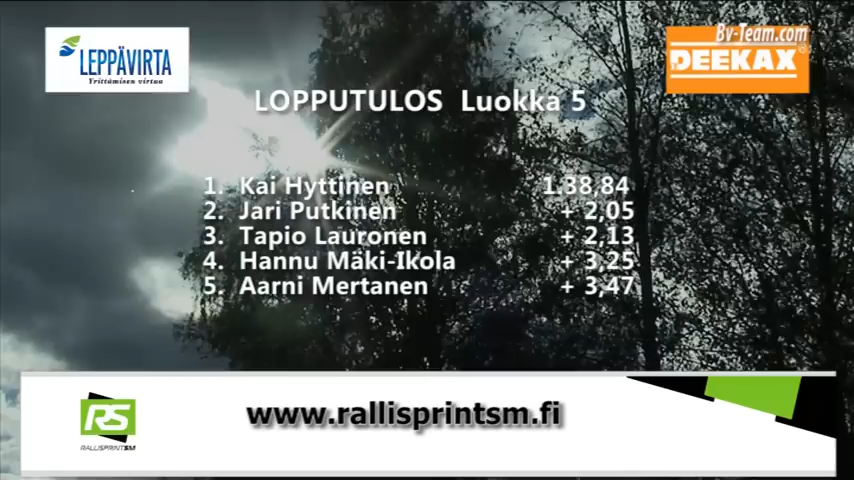 LEPPÄVIRTA
Yrittämisen virtaa
Bv-Team.com
DEEKAX
LOPPUTULOS Luokka 5
1. Kai Hyttinen 1.38,84
2. Jari Putkinen + 2,05
3. Tapio Lauronen + 2,13
4. Hannu Mäki-Ikola + 3,25
5. Aarni Mertanen + 3,47
RS
RALLISPRINTSM
www.rallisprintsm.fi